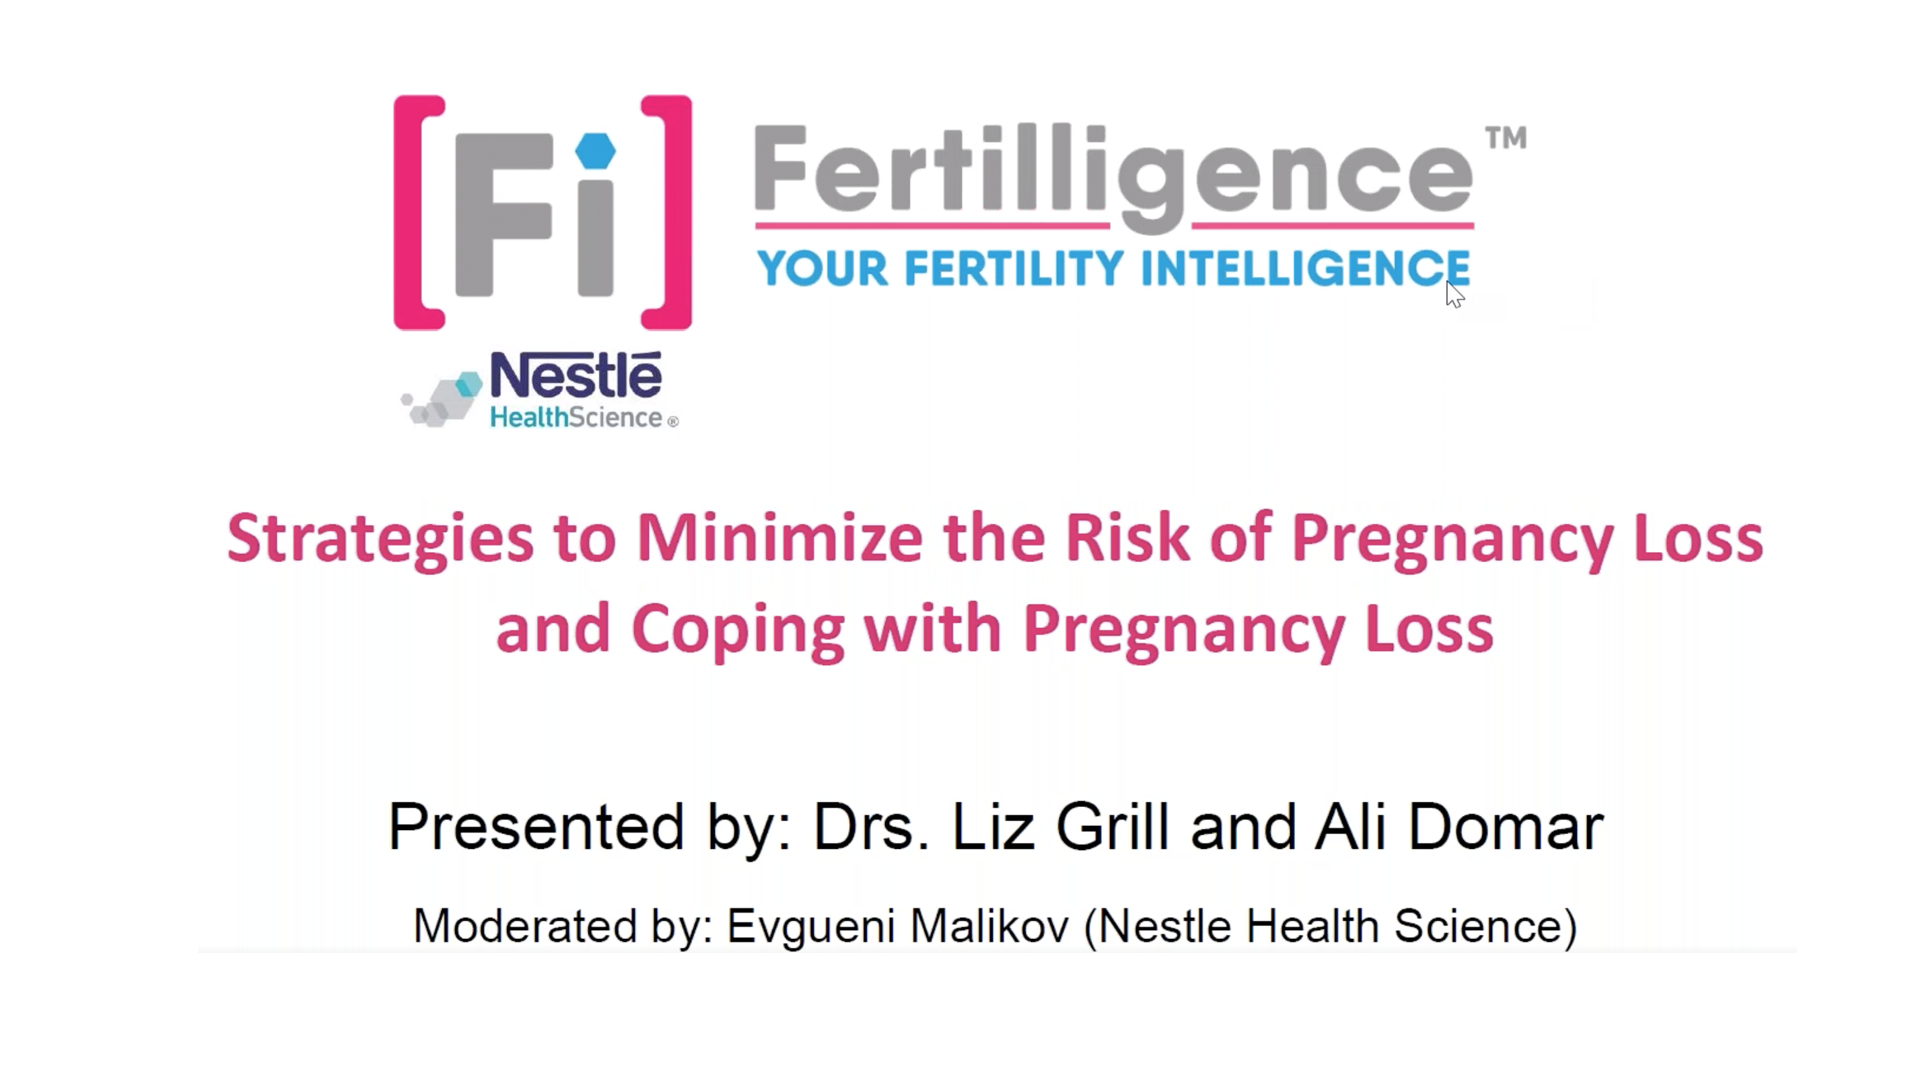 [Fi]
Fertilligence™
YOUR FERTILITY INTELLIGENCE
Nestlé
HealthScience®
Strategies to Minimize the Risk of Pregnancy Loss
and Coping with Pregnancy Loss
Presented by: Drs. Liz Grill and Ali Domar
Moderated by: Evgueni Malikov (Nestle Health Science)